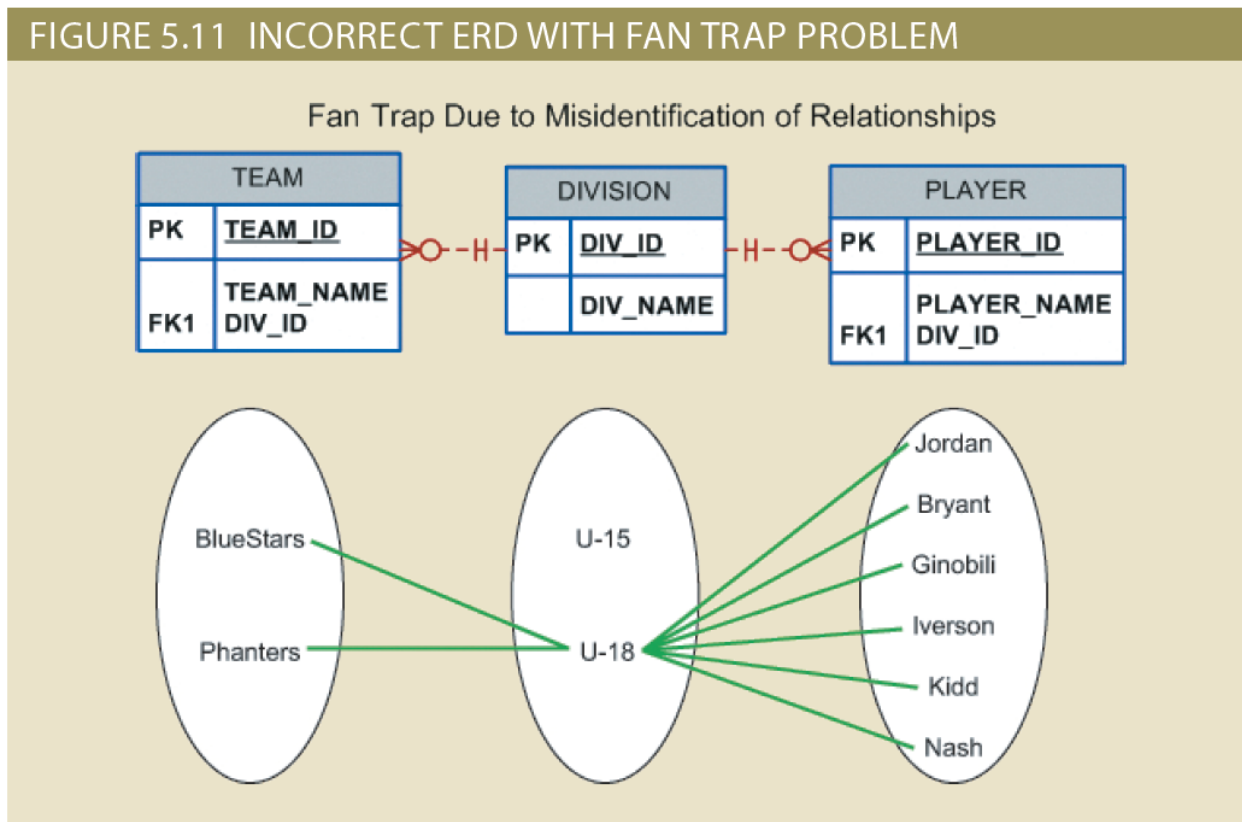 FIGURE 5.11 INCORRECT ERD WITH FAN TRAP PROBLEM
Fan Trap Due to Misidentification of Relationships
TEAM
PK TEAM_ID
TEAM_NAME
FK1 DIV_ID
DIVISION
PK DIV_ID
DIV_NAME
PLAYER
PK PLAYER_ID
PLAYER_NAME
FK1 DIV_ID
BlueStars
Phanters
U-15
U-18
Jordan
Bryant
Ginobili
Iverson
Kidd
Nash